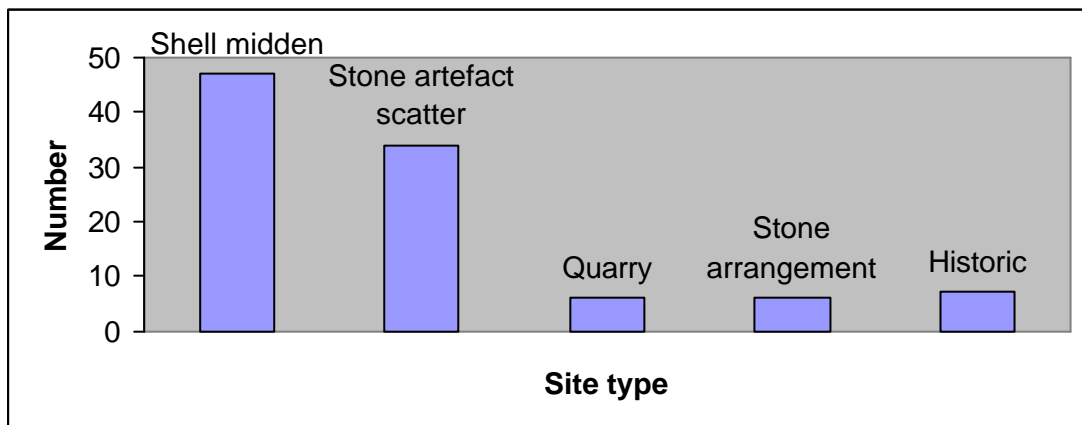 Shell midden
50
40
30
20
10
0
Number
Stone artefact
scatter
Quarry
Stone
arrangement
Historic
Site type